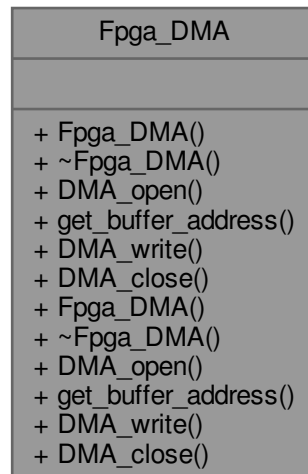 Fpga_DMA
+ Fpga_DMA()
+ ~Fpga_DMA()
+ DMA_open()
+ get_buffer_address()
+ DMA_write()
+ DMA_close()
+ Fpga_DMA()
+ ~Fpga_DMA()
+ DMA_open()
+ get_buffer_address()
+ DMA_write()
+ DMA_close()